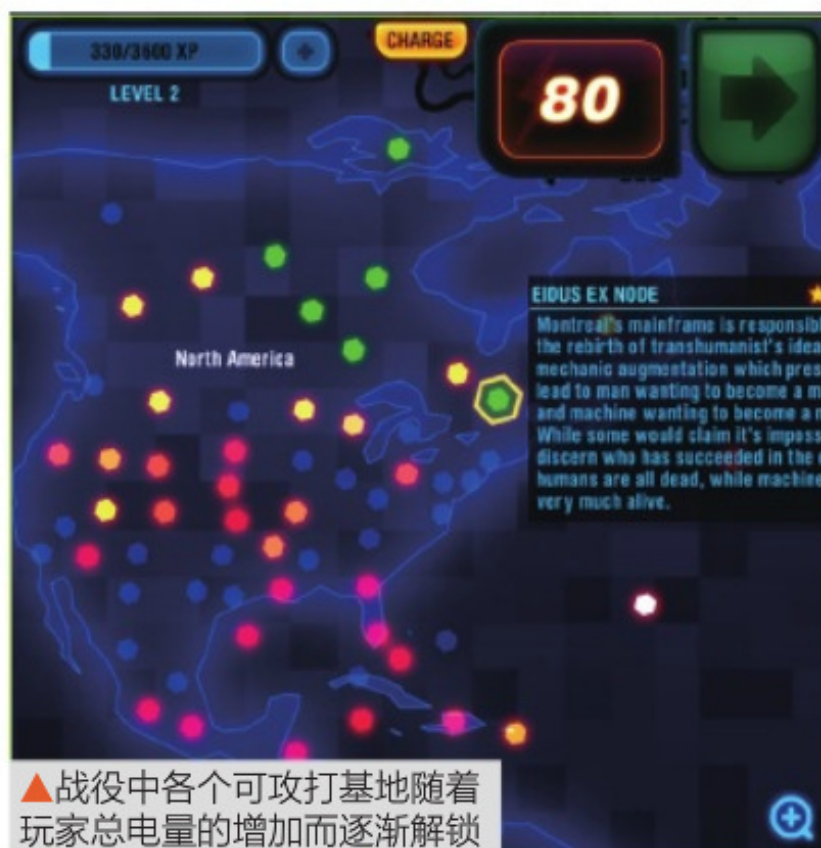 330/3600 XP
LEVEL 2
CHARGE
80
North America
EIDUS EX NODE
Montreal's mainframe is responsibl
the rebirth of transhumanist's idea
mechanic augmentation which pres
lead to man wanting to become a m
and machine wanting to become a m
While some would claim it's impass
discern who has succeeded in the
humans are all dead, while machine
very much alive.
▲战役中各个可攻打基地随着
玩家总电量的增加而逐渐解锁